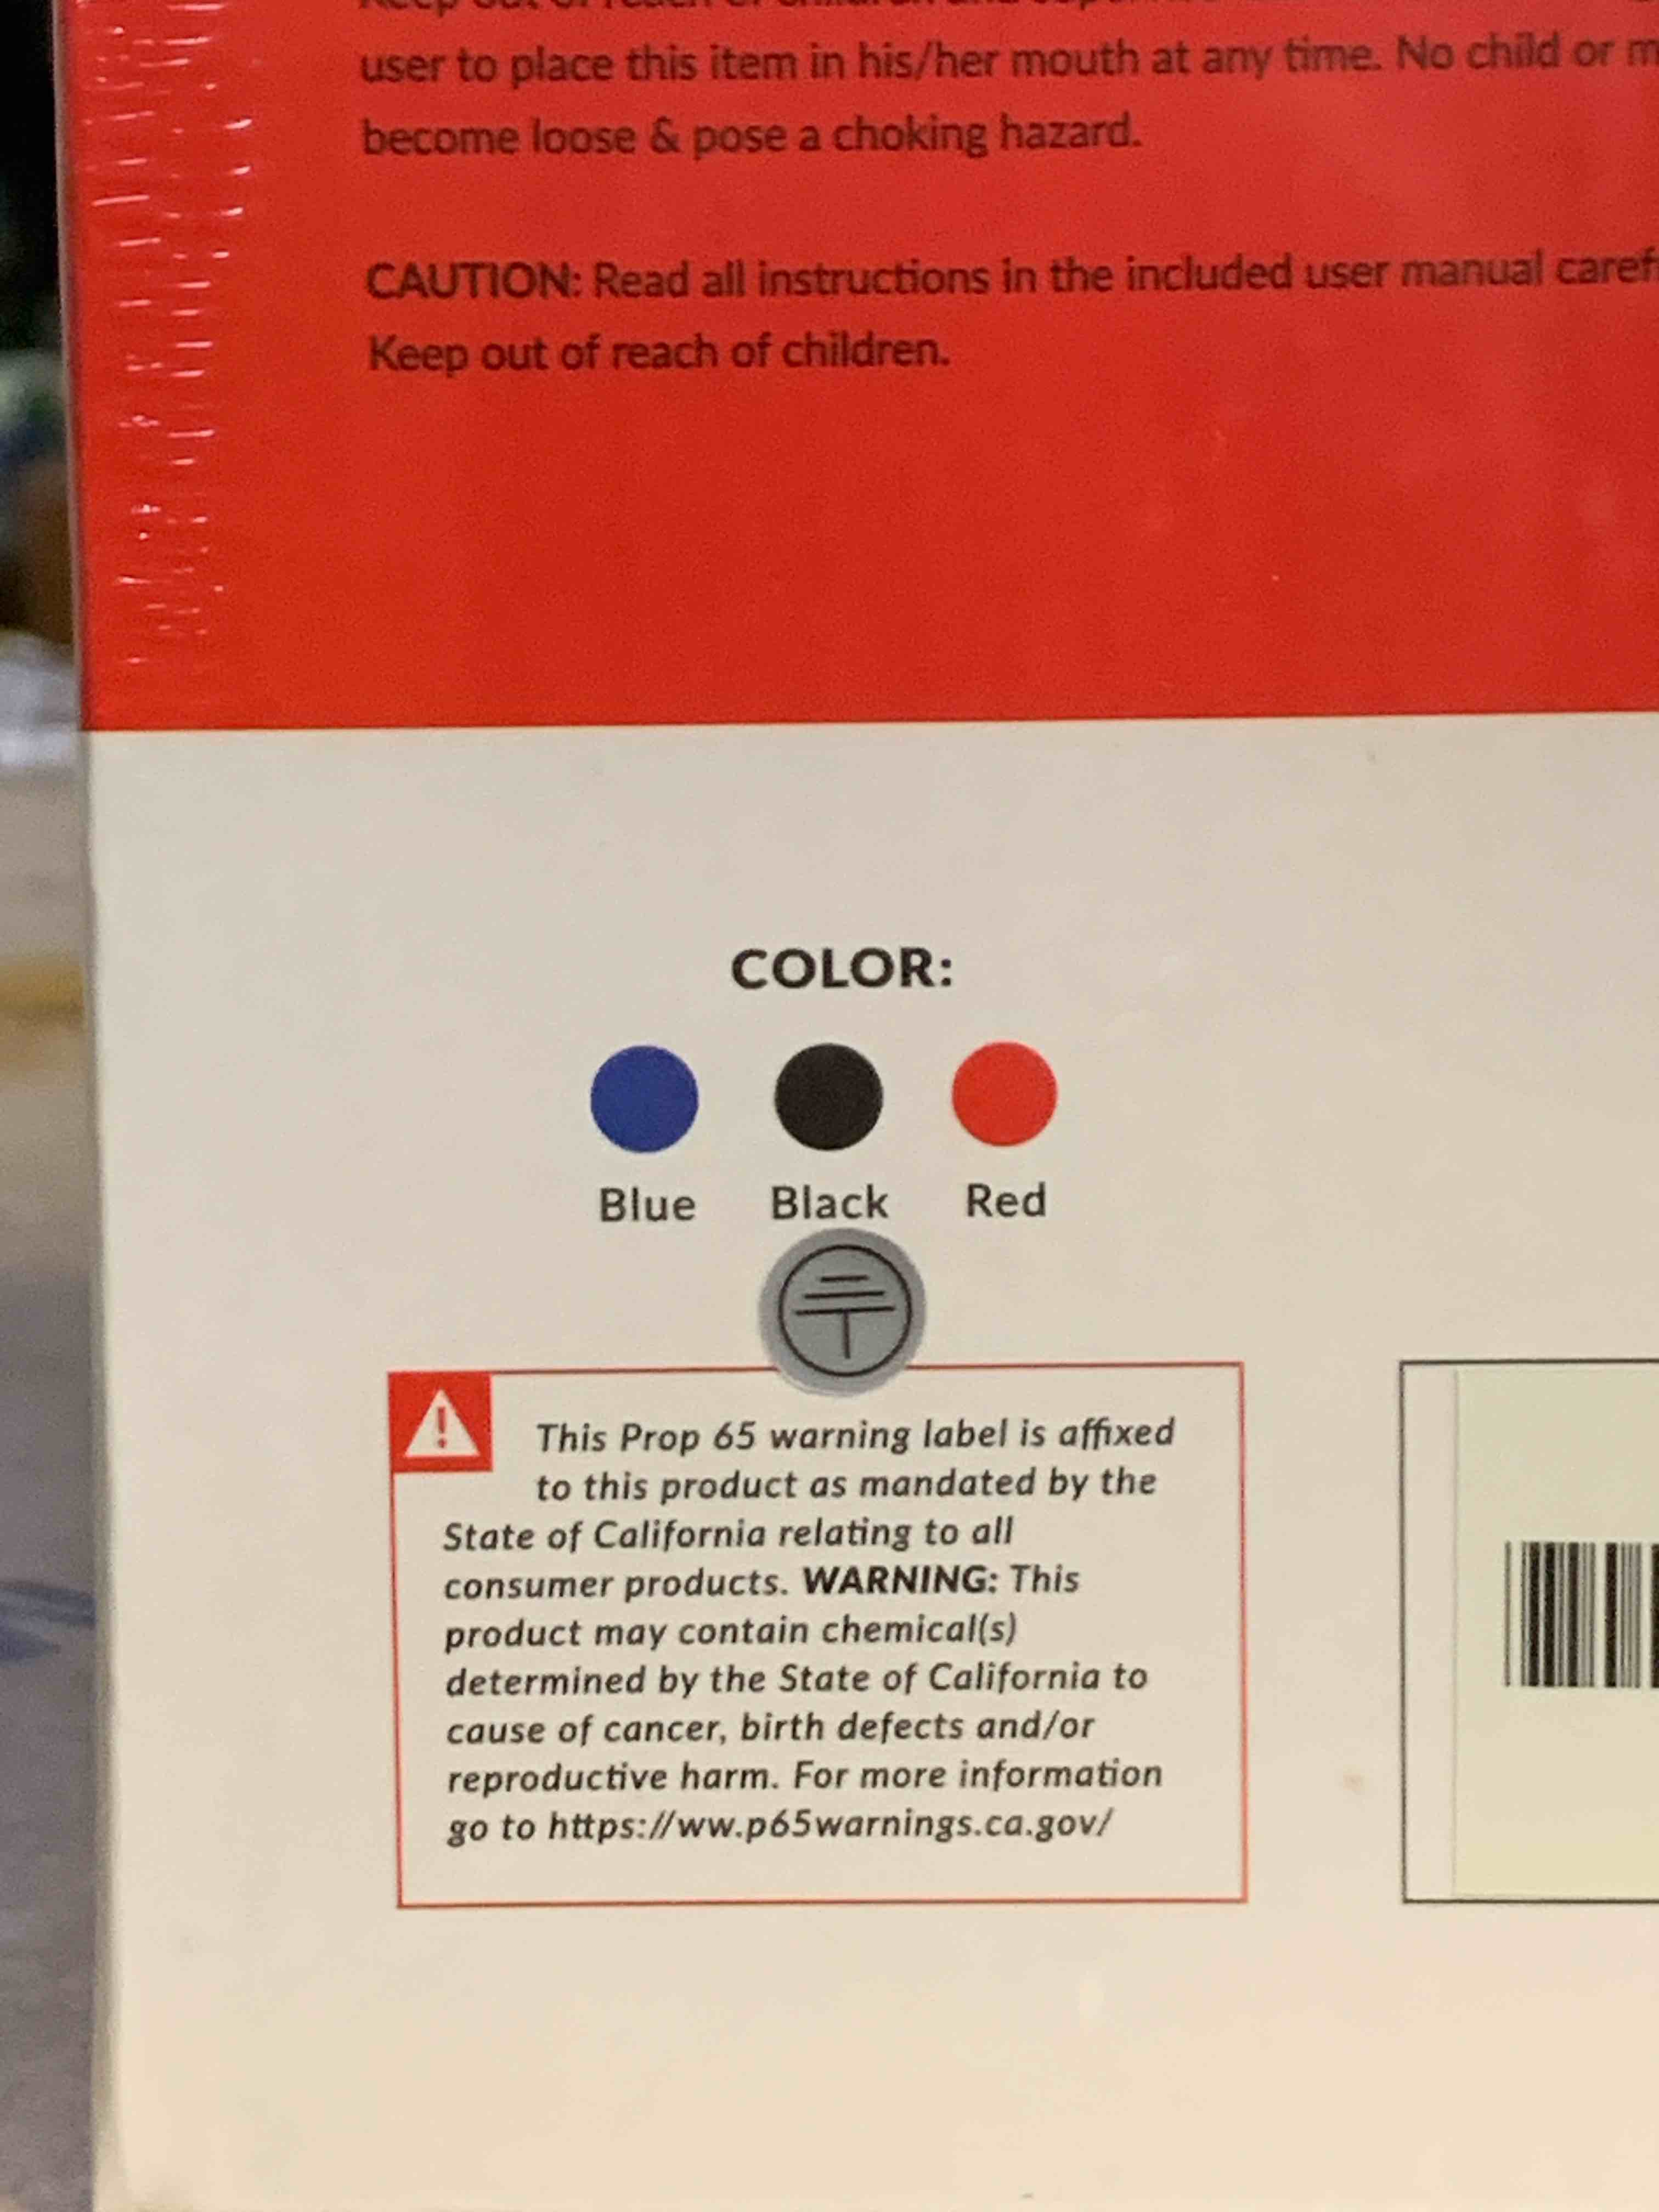 user to place this item in his/her mouth at any time. No child or
become loose & pose a choking hazard.
CAUTION: Read all instructions in the included user manual
Keep out of reach of children.
COLOR:
Blue Black Red
This Prop 65 warning label is affixed
to this product as mandated by the
State of California relating to all
consumer products. WARNING: This
product may contain chemical(s)
determined by the State of California to
cause of cancer, birth defects and/or
reproductive harm. For more information
go to https://ww.p65warnings.ca.gov/